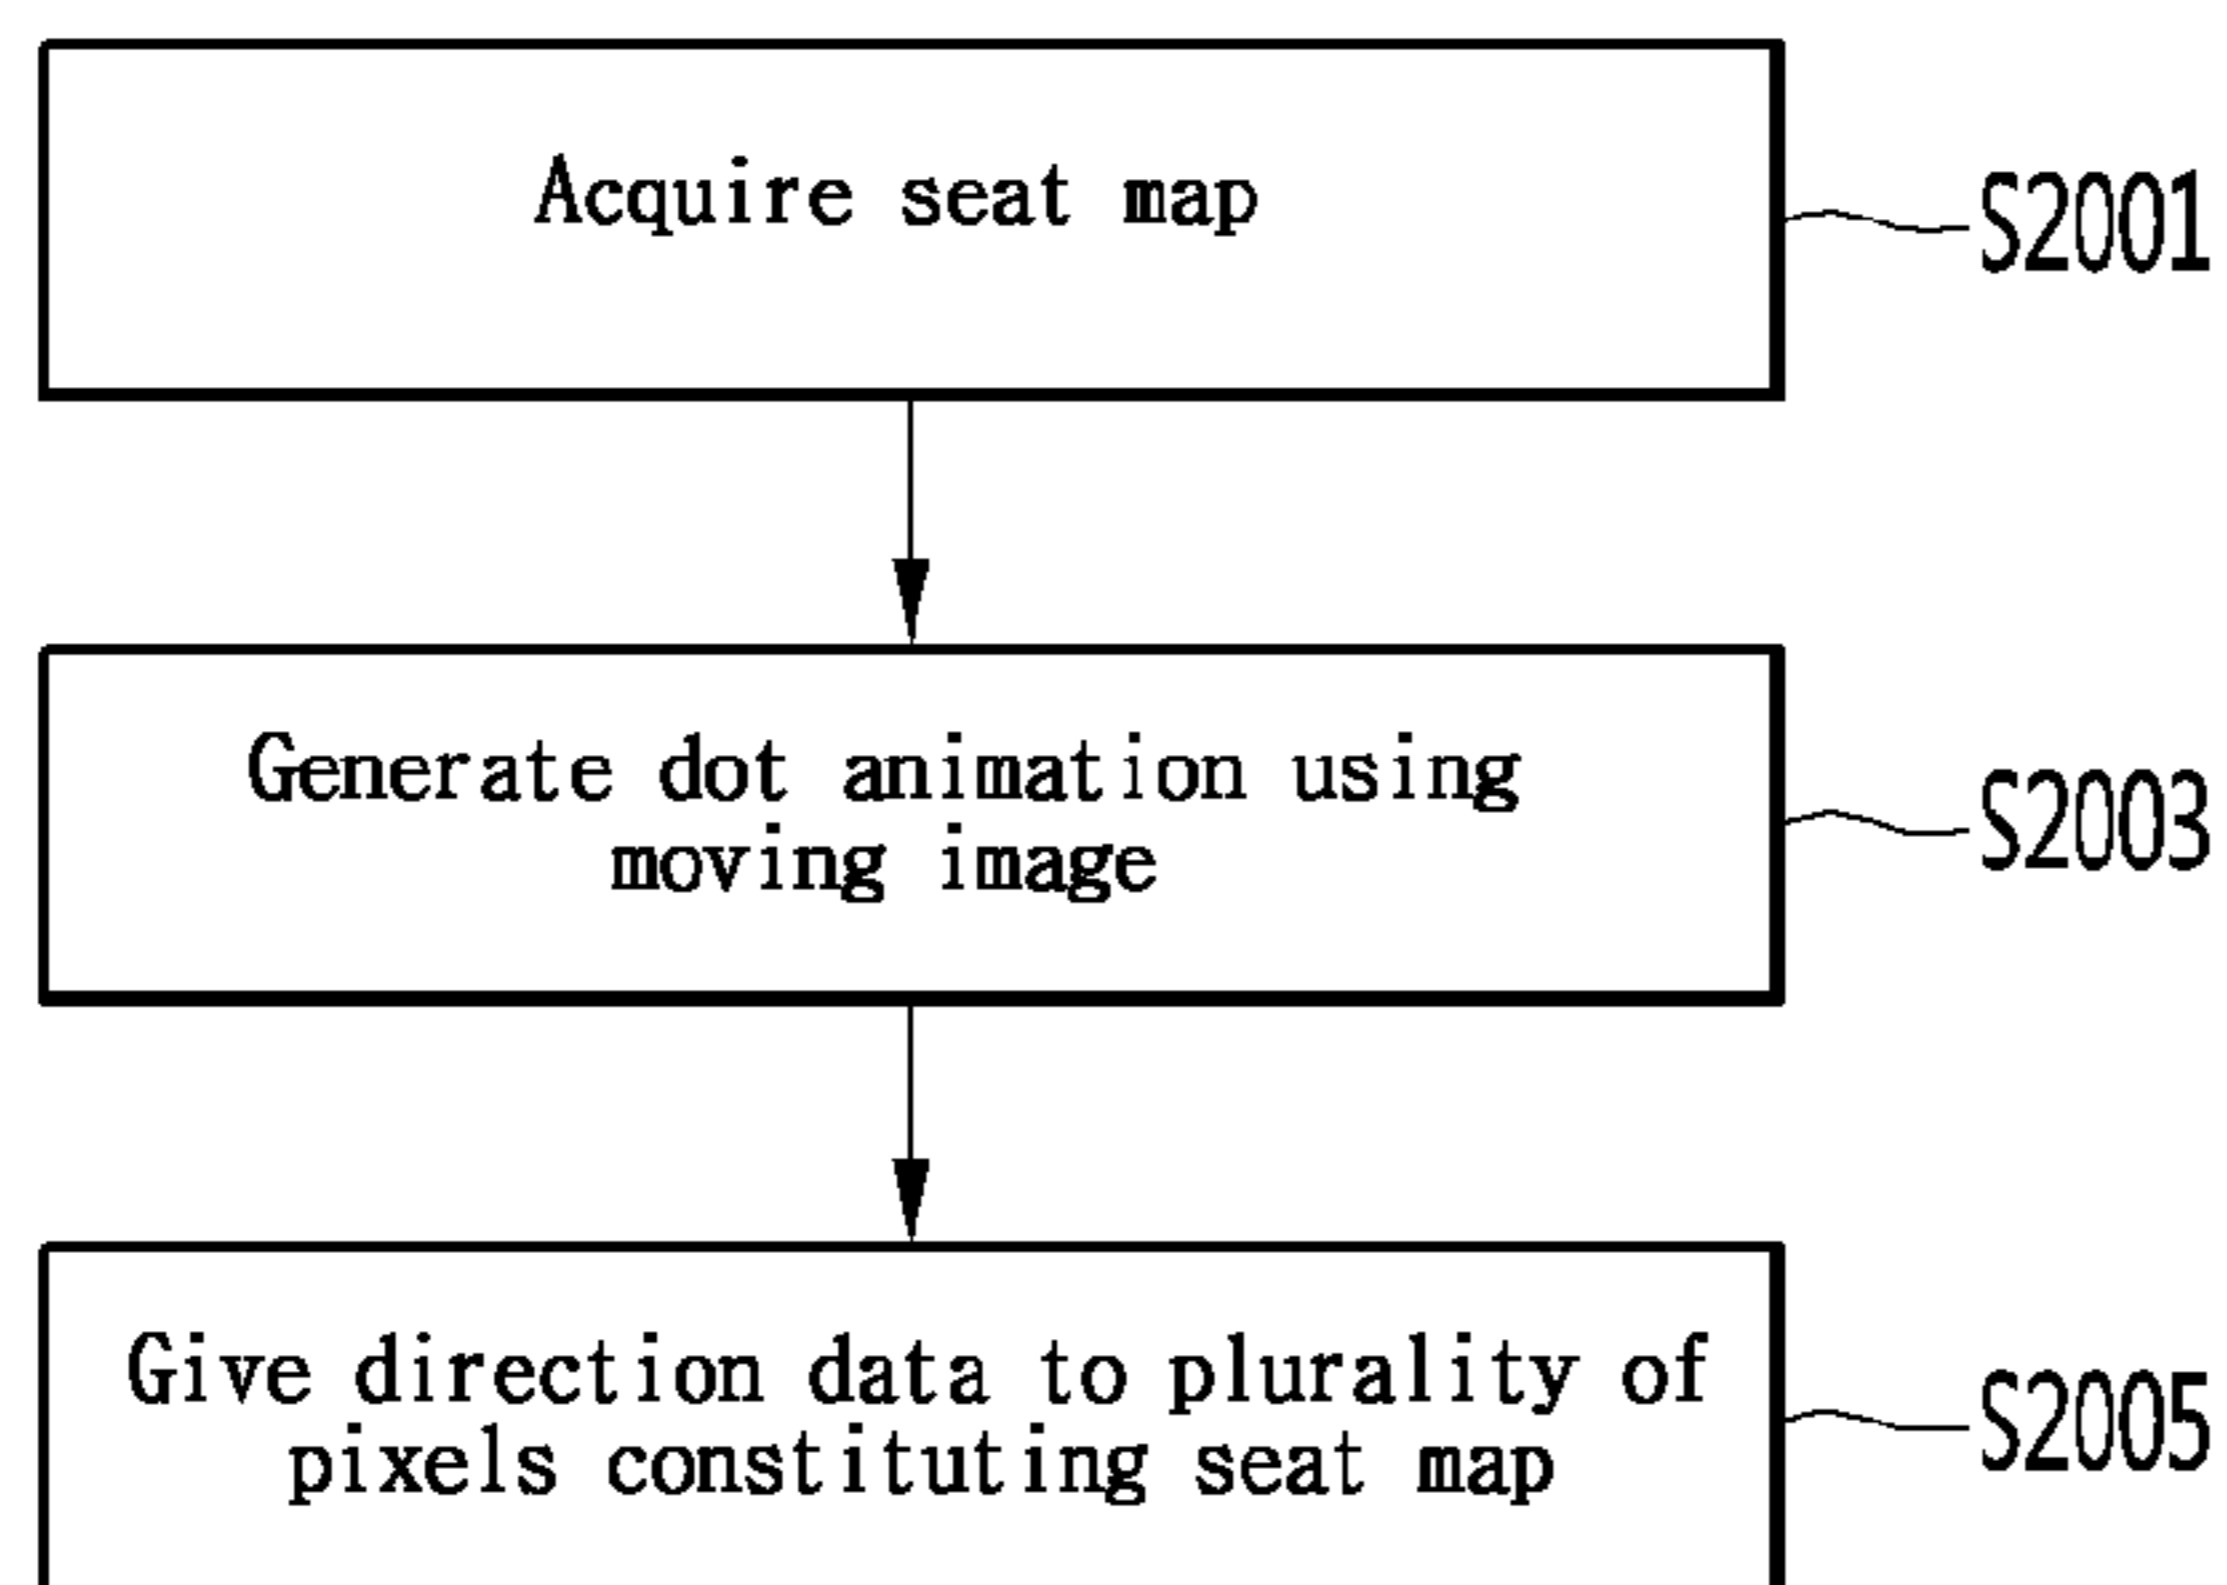 Acquire seat map
S2001
Generate dot animation using
moving image
S2003
Give direction data to plurality of
pixels constituting seat map
S2005